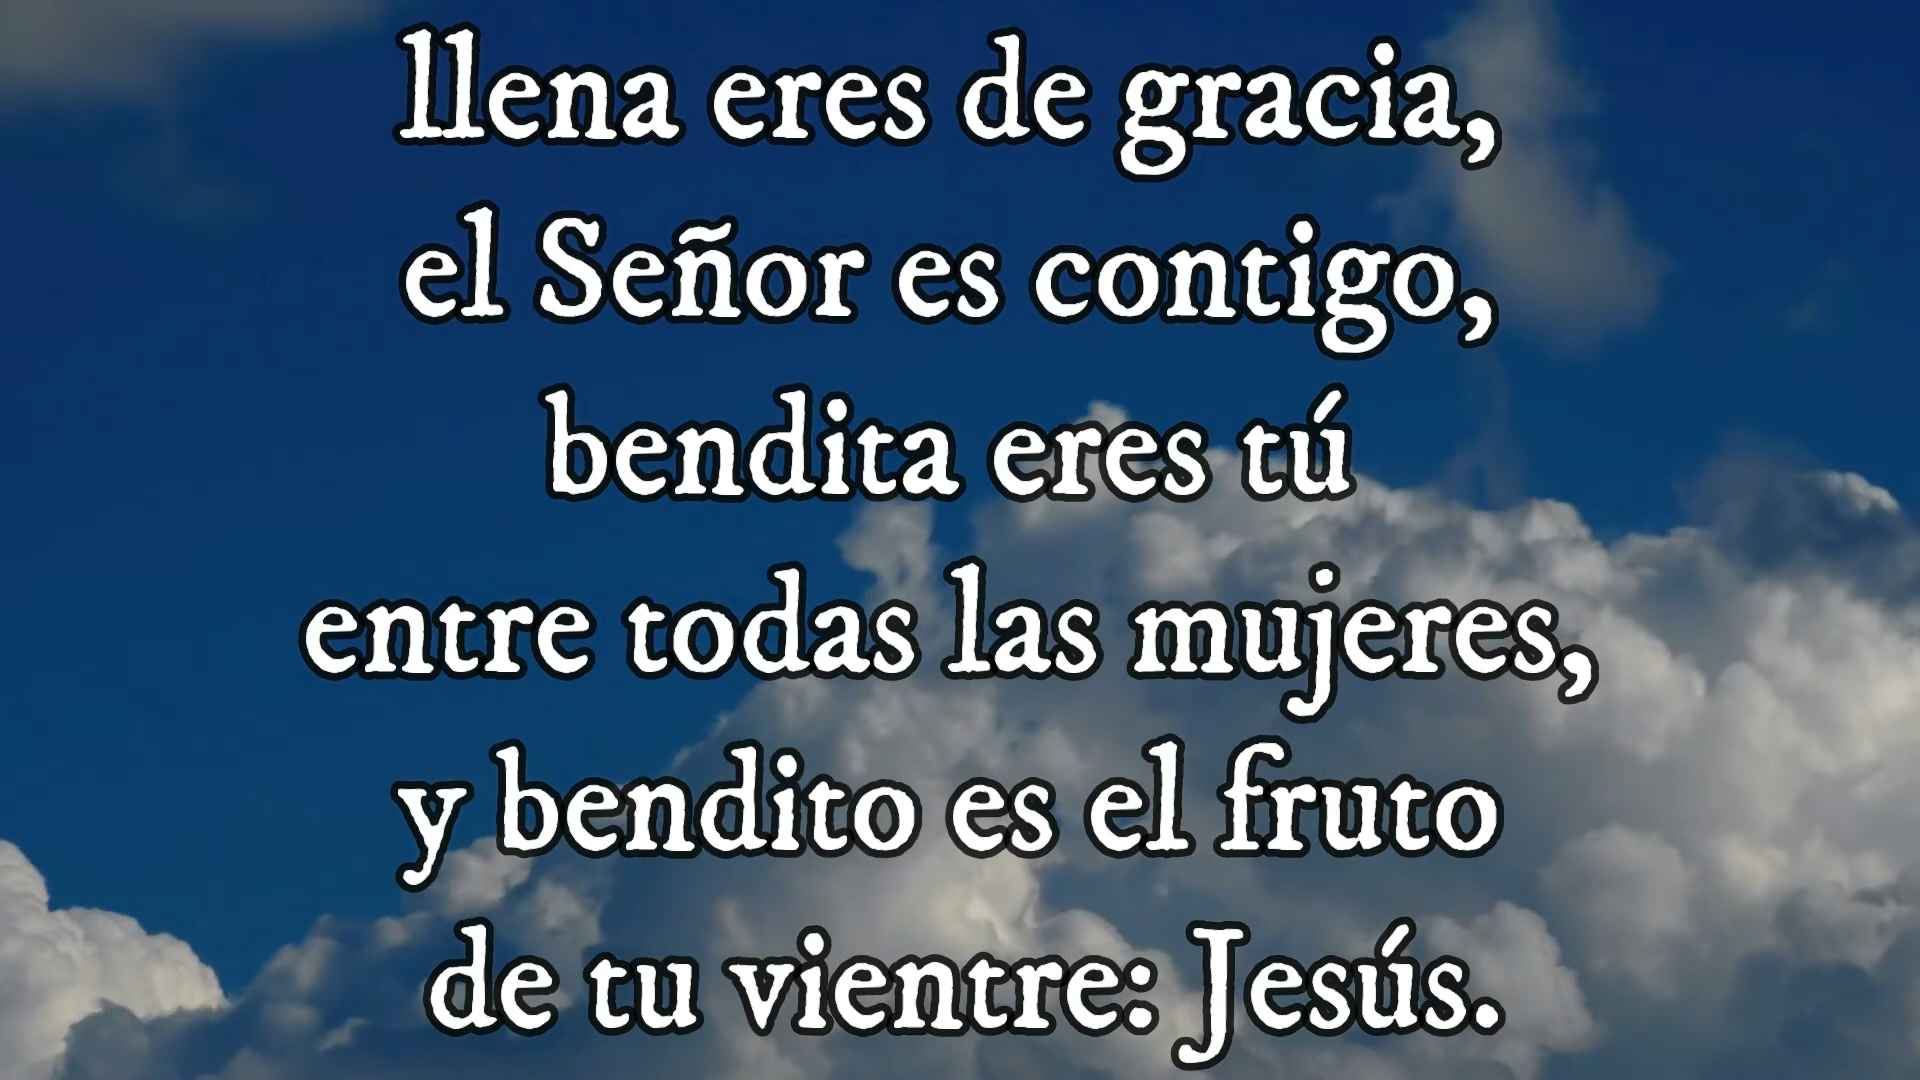 llena eres de gracia,
el Señor es contigo,
bendita eres tú
entre todas las mujeres,
y bendito es el fruto
de tu vientre: Jesús.